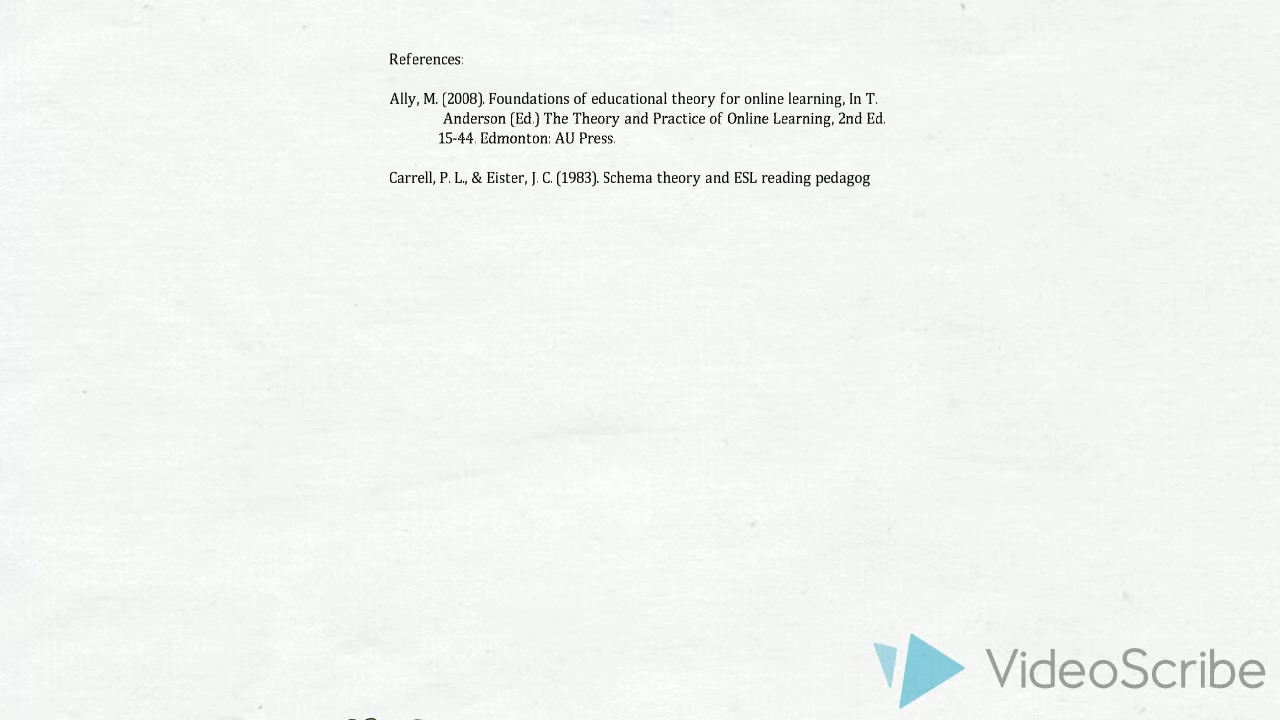 References:
Ally, M. (2008). Foundations of educational theory for online learning, In T.
Anderson (Ed.) The Theory and Practice of Online Learning, 2nd Ed.
15-44. Edmonton: AU Press.
Carrell, P. L., & Eister, J. C. (1983). Schema theory and ESL reading pedagog
VideoScribe